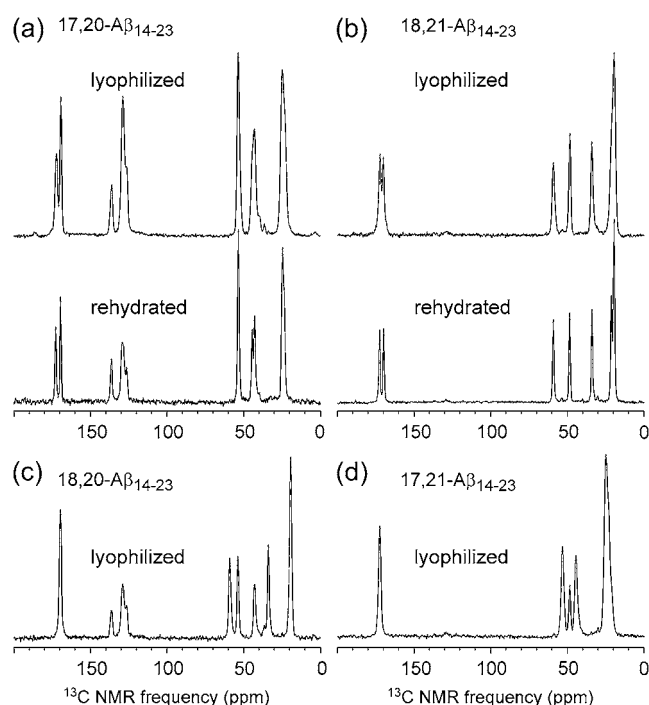 (a) 17,20-Aβ₁₄₋₂₃
lyophilized
rehydrated
150 100 50 0
(b) 18,21-Aβ₁₄₋₂₃
lyophilized
rehydrated
150 100 50 0
(c) 18,20-Aβ₁₄₋₂₃
lyophilized
150 100 50 0
¹³C NMR frequency (ppm)
(d) 17,21-Aβ₁₄₋₂₃
lyophilized
150 100 50 0
¹³C NMR frequency (ppm)